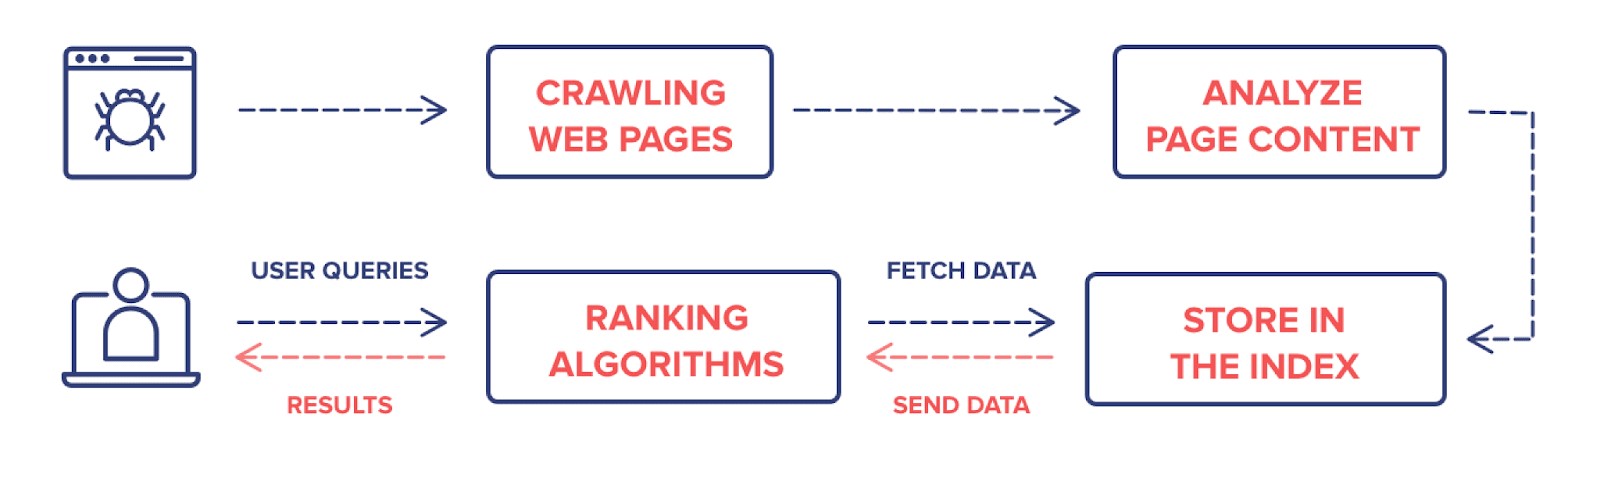 CRAWLING
WEB PAGES
ANALYZE
PAGE CONTENT
USER QUERIES
RESULTS
RANKING
ALGORITHMS
FETCH DATA
SEND DATA
STORE IN
THE INDEX